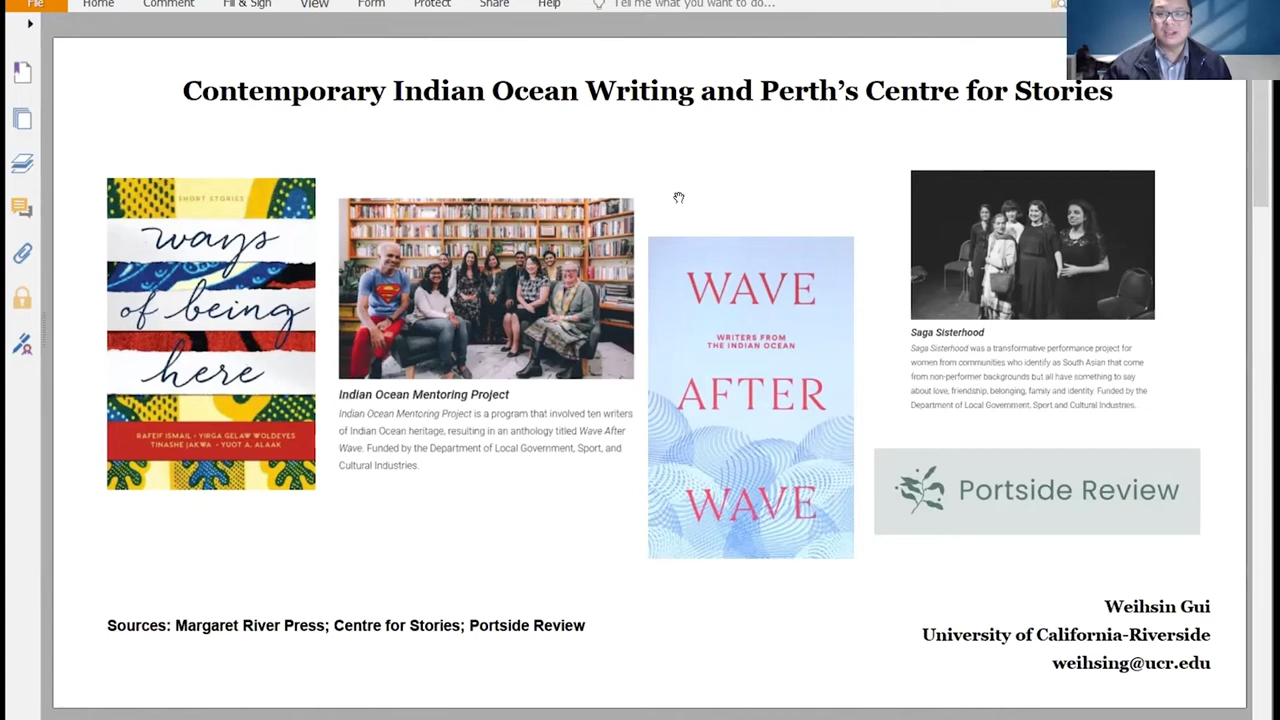 File
Home
Comment
Fill & Sign
View
Form
Protect
Share
Help
Tell me what you want to do...
Contemporary Indian Ocean Writing and Perth's Centre for Stories
SHORT STORIES
ways
of being
here
RAFEIF ISMAIL • YIRGA GELAW WOLDEYES
TINASHE JAKWA • YUOT A. ALAAK
Indian Ocean Mentoring Project
Indian Ocean Mentoring Project is a program that involved ten writers
of Indian Ocean heritage, resulting in an anthology titled Wave After
Wave. Funded by the Department of Local Government, Sport, and
Cultural Industries.
WAVE
WRITERS FROM
THE INDIAN OCEAN
AFTER
WAVE
Saga Sisterhood
Saga Sisterhood was a transformative performance project for
women from communities who identify as South Asian that come
from non-performer backgrounds but all have something to say
about love, friendship, belonging, family and identity. Funded by the
Department of Local Government, Sport and Cultural Industries.
Portside Review
Sources: Margaret River Press; Centre for Stories; Portside Review
Weihsin Gui
University of California-Riverside
weihsing@ucr.edu